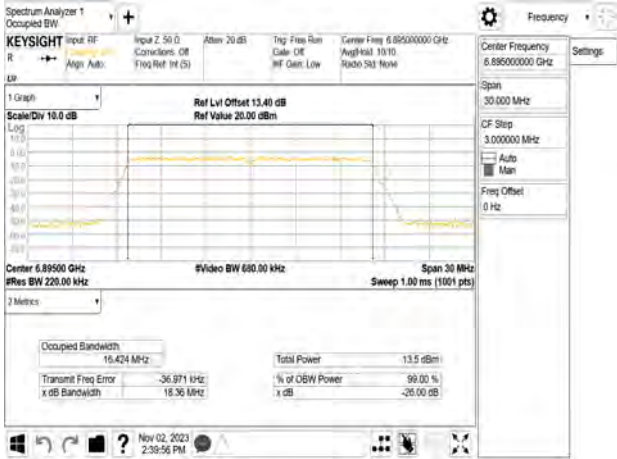 Spectrum Analyzer 1
Occupied BW
Frequency
KEYSIGHT Input: RF
R
Align: Auto
Input Z: 50 Ω
Corrections: Off
Freq Ref: Int (S)
Atten: 20 dB
Trig: Free Run
Gate: Off
#IF Gain: Low
Center Freq: 6.895000000 GHz
Avg|Hold: 10/10
Radio Std: None
Center Frequency
6.895000000 GHz
Settings
Span
30.000 MHz
CF Step
3.000000 MHz
Auto
Man
Freq Offset
0 Hz
1 Graph
Scale/Div 10.0 dB
Ref Lvl Offset 13.40 dB
Ref Value 20.00 dBm
Log
10.0
0.00
Center 6.89500 GHz
#Res BW 220.00 kHz
#Video BW 680.00 kHz
Span 30 MHz
Sweep 1.00 ms (1001 pts)
2 Metrics
Occupied Bandwidth
16.424 MHz
Total Power 13.5 dBm
Transmit Freq Error -36.971 kHz
% of OBW Power 99.00 %
x dB Bandwidth 18.36 MHz
x dB -26.00 dB
Nov 02, 2023
2:39:56 PM